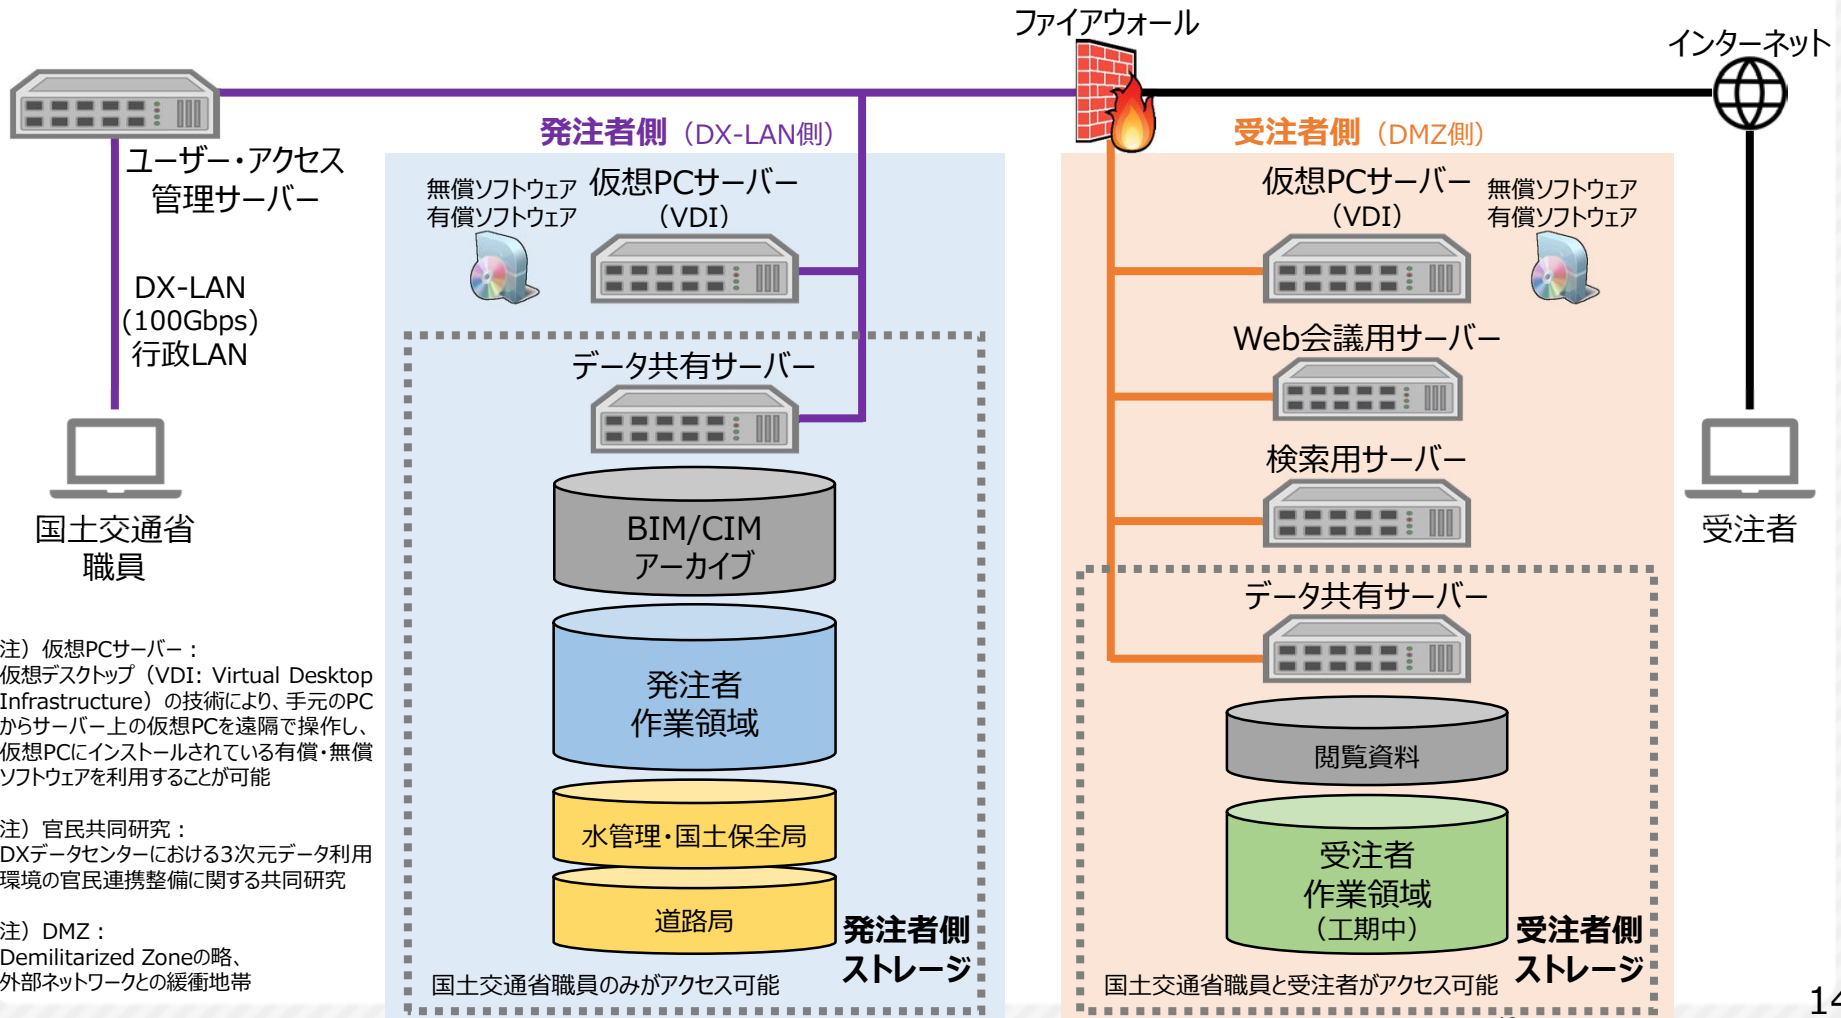 ファイアウォール
インターネット
ユーザー・アクセス
管理サーバー
DX-LAN
(100Gbps)
行政LAN
国土交通省
職員
発注者側（DX-LAN側）
無償ソフトウェア
有償ソフトウェア
仮想PCサーバー
（VDI）
データ共有サーバー
BIM/CIM
アーカイブ
発注者
作業領域
水管理・国土保全局
道路局
発注者側
ストレージ
国土交通省職員のみがアクセス可能
受注者側（DMZ側）
仮想PCサーバー
（VDI）
無償ソフトウェア
有償ソフトウェア
Web会議用サーバー
検索用サーバー
データ共有サーバー
閲覧資料
受注者
作業領域
（工期中）
受注者側
ストレージ
国土交通省職員と受注者がアクセス可能
受注者
注）仮想PCサーバー：
仮想デスクトップ（VDI: Virtual Desktop
Infrastructure）の技術により、手元のPC
からサーバー上の仮想PCを遠隔で操作し、
仮想PCにインストールされている有償・無償
ソフトウェアを利用することが可能
注）官民共同研究：
DXデータセンターにおける3次元データ利用
環境の官民連携整備に関する共同研究
注）DMZ：
Demilitarized Zoneの略、
外部ネットワークとの緩衝地帯
14